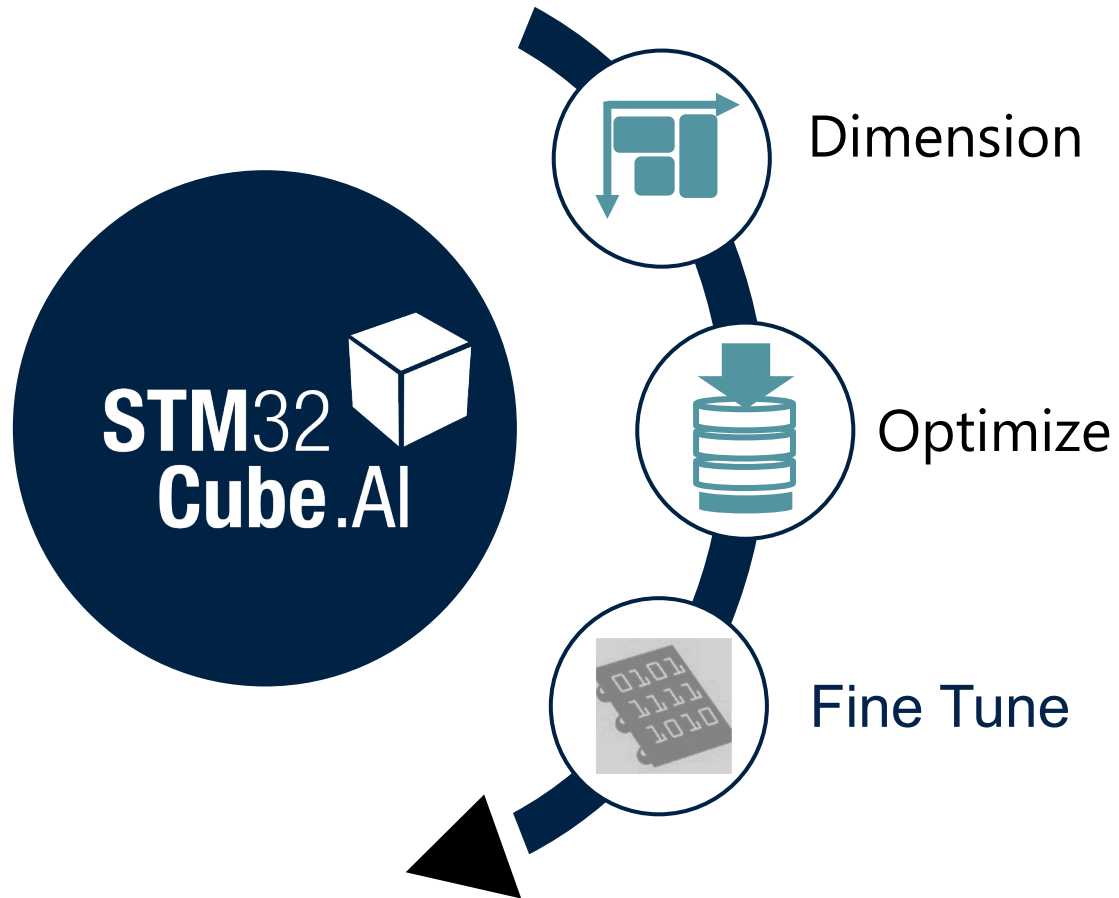 Dimension
STM32
Cube.AI
Optimize
0101
1111
1010
Fine Tune